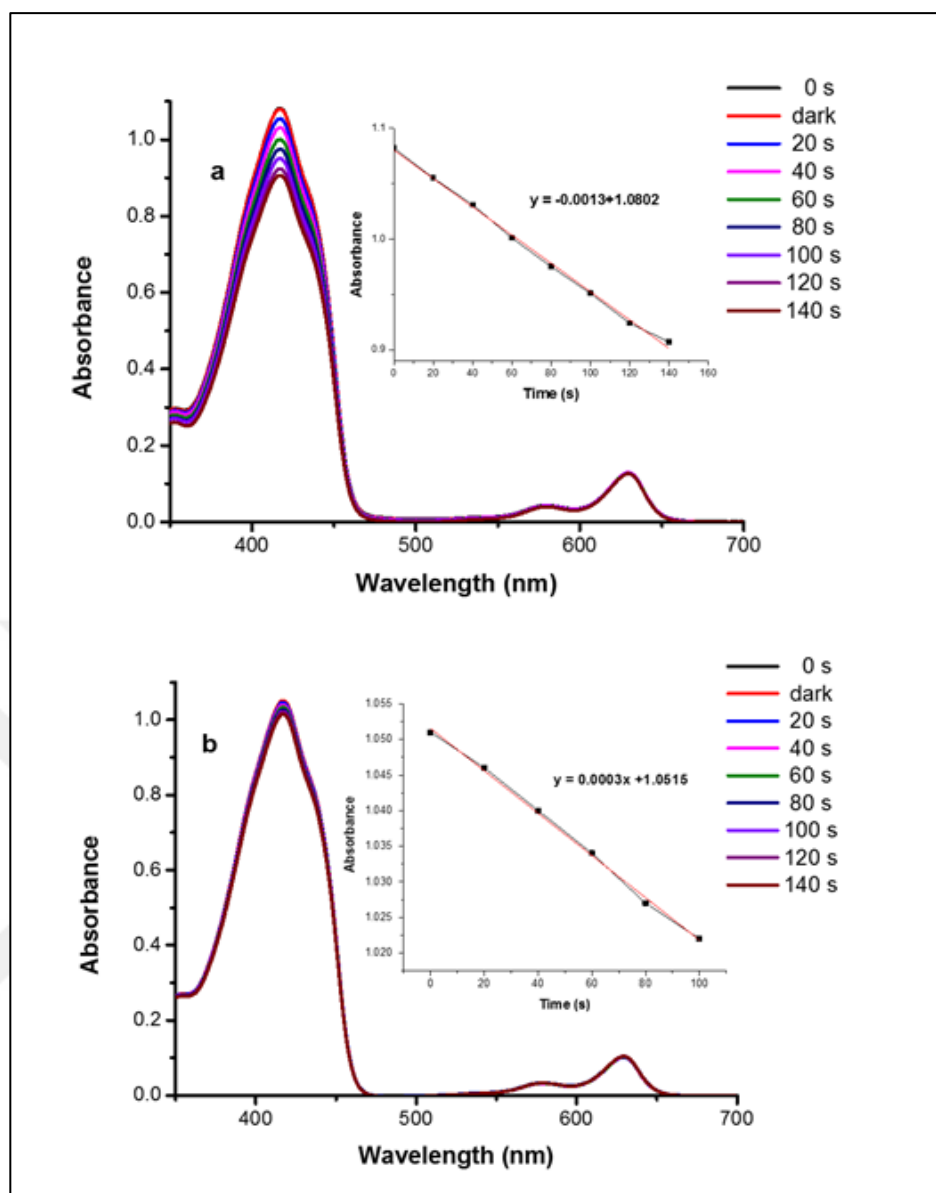 0 s
dark
20 s
40 s
60 s
80 s
100 s
120 s
140 s
a
1.0
0.8
0.6
0.4
0.2
0.0
Absorbance
400
500
600
700
Wavelength (nm)
1.1
1.0
0.9
Absorbance
y = -0.0013+1.0802
0
20
40
60
80
100
120
140
160
Time (s)
0 s
dark
20 s
40 s
60 s
80 s
100 s
120 s
140 s
b
1.0
0.8
0.6
0.4
0.2
0.0
Absorbance
400
500
600
700
Wavelength (nm)
1.055
1.050
1.045
1.040
1.035
1.030
1.025
1.020
Absorbance
y = 0.0003x +1.0515
0
20
40
60
80
100
Time (s)